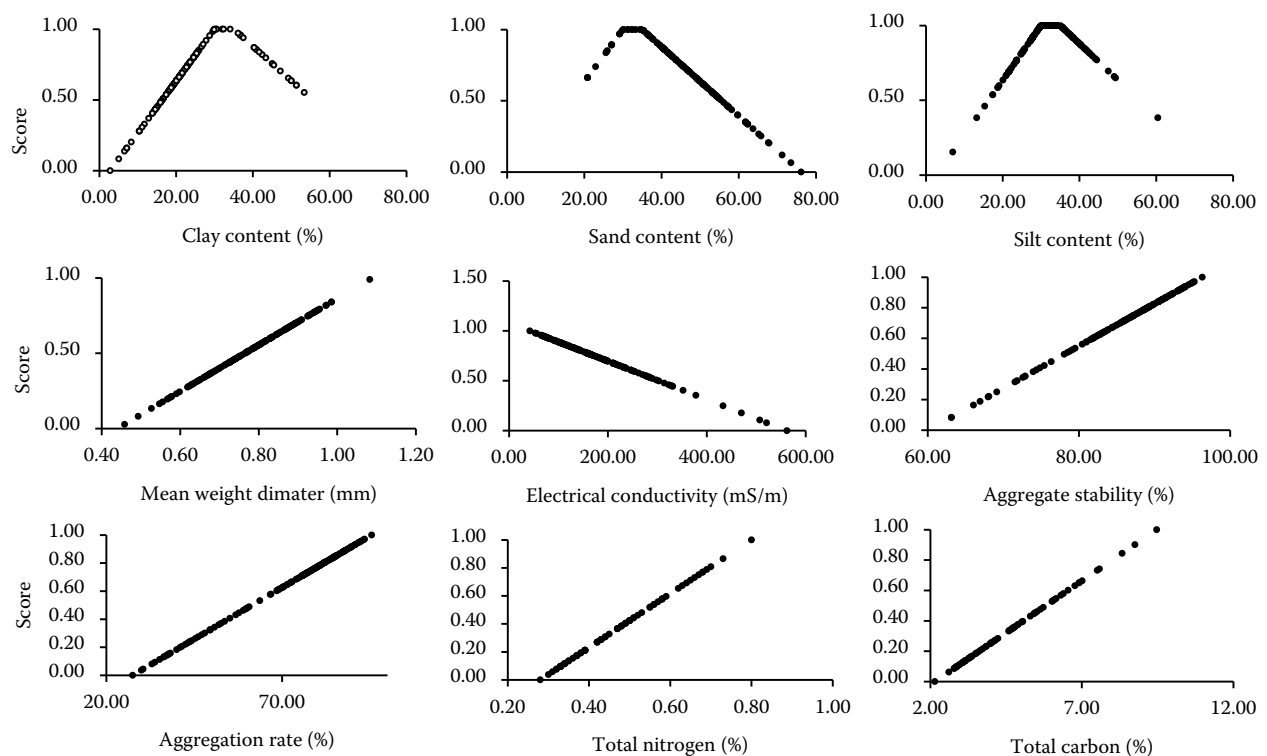 1.00 1.00 1.00
Score
0.50 0.50 0.50
0.00 0.00 0.00
0.00 20.00 40.00 60.00 80.00 0.00 20.00 40.00 60.00 80.00 0.00 20.00 40.00 60.00 80.00
Clay content (%) Sand content (%) Silt content (%)
1.00 1.50 1.00
0.80
1.00
Score
0.50 0.60
0.50 0.40
0.20
0.00 0.00 0.00
0.40 0.60 0.80 1.00 1.20 0.00 200.00 400.00 600.00 60.00 80.00 100.00
Mean weight dimater (mm) Electrical conductivity (mS/m) Aggregate stability (%)
1.00 1.00 1.00
0.80 0.80 0.80
Score
0.60 0.60 0.60
0.40 0.40 0.40
0.20 0.20 0.20
0.00 0.00 0.00
20.00 70.00 0.20 0.40 0.60 0.80 1.00 2.00 7.00 12.00
Aggregation rate (%) Total nitrogen (%) Total carbon (%)